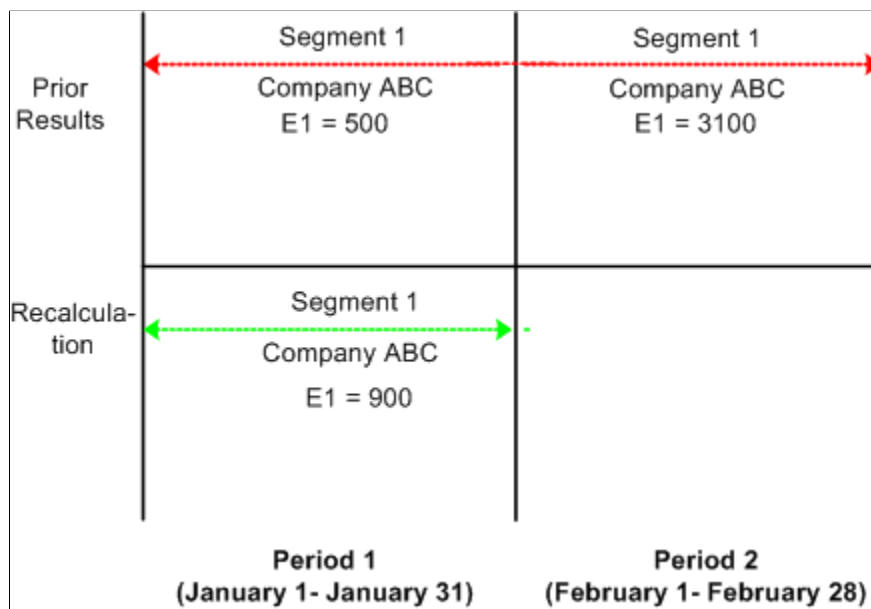 Segment 1
Segment 1
Prior
Results
Company ABC
E1 = 500
Company ABC
E1 = 3100
Recalcula-
tion
Segment 1
Company ABC
E1 = 900
Period 1
(January 1- January 31)
Period 2
(February 1- February 28)